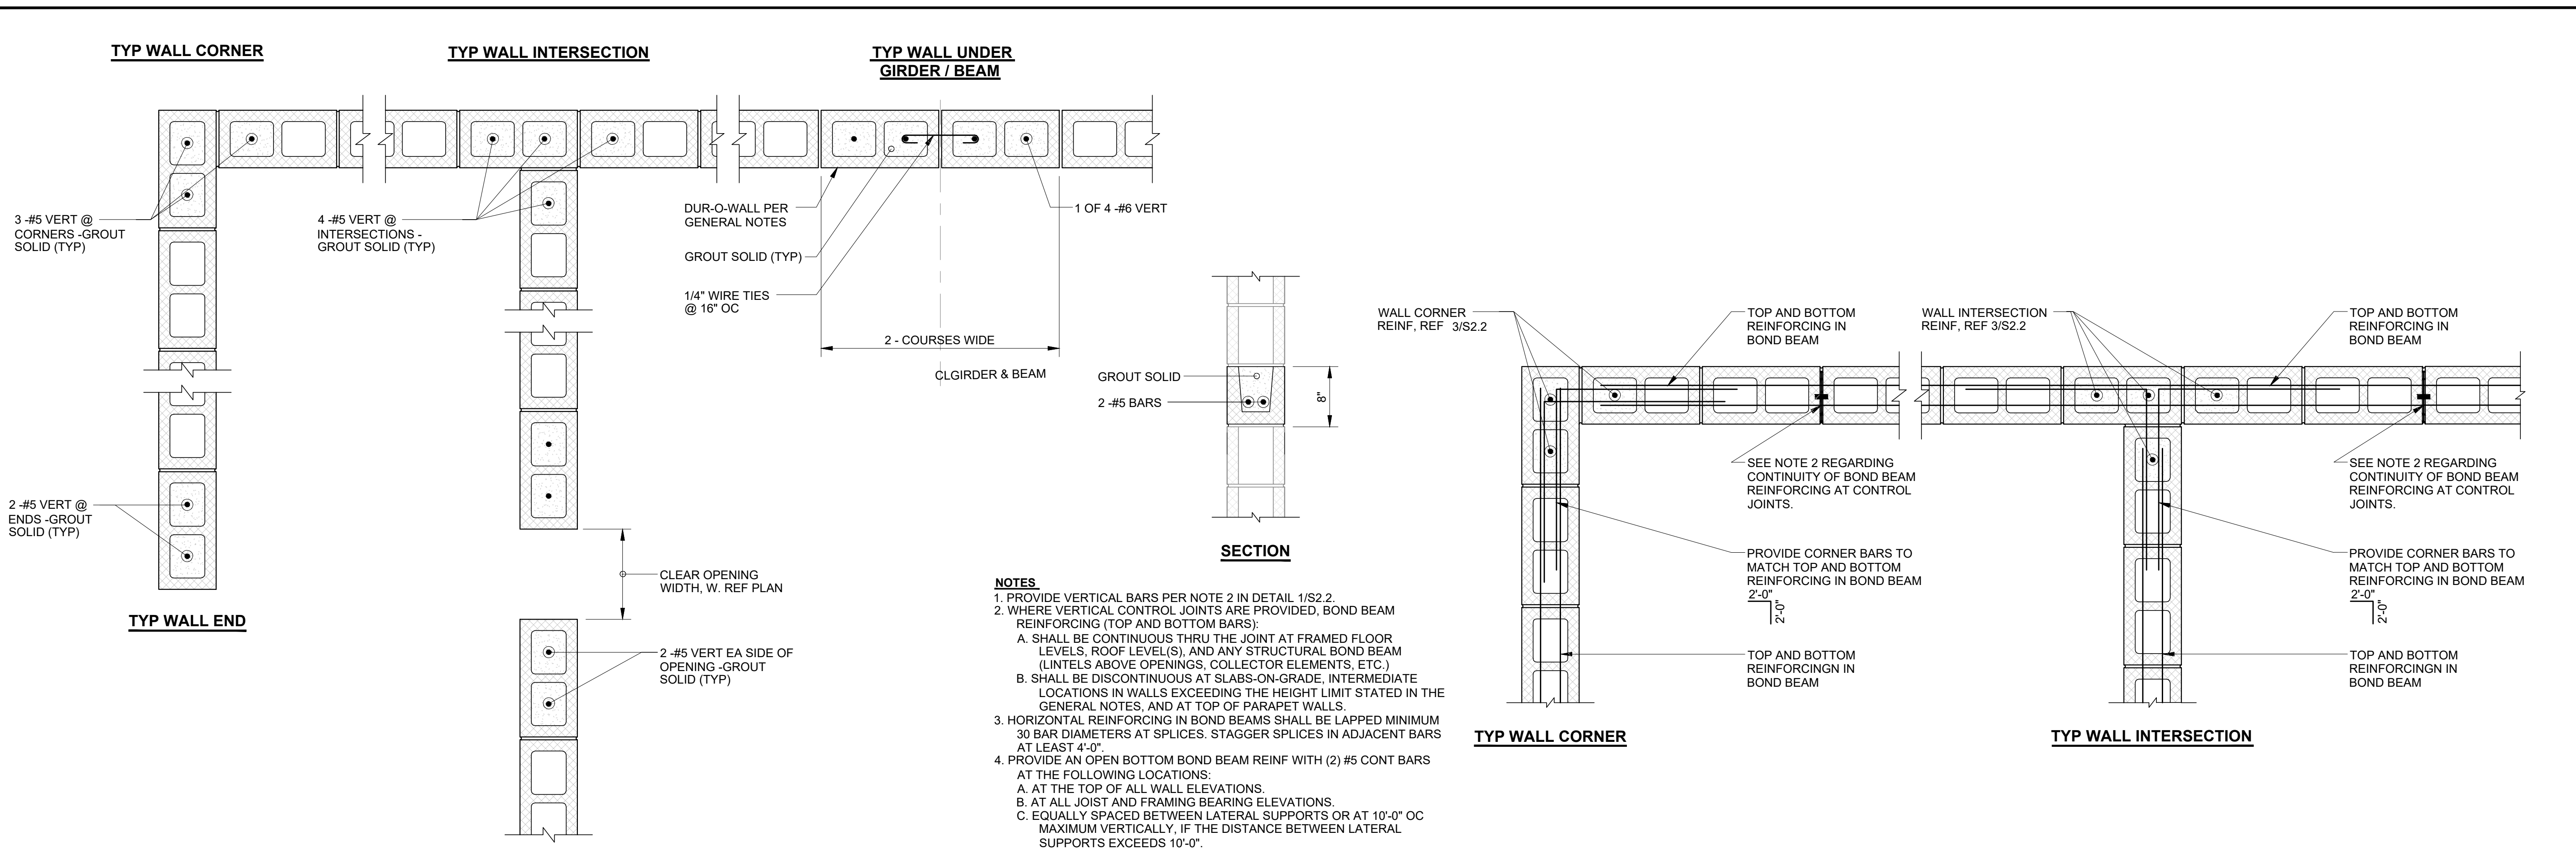 TYP WALL CORNER
TYP WALL INTERSECTION
TYP WALL UNDER
GIRDER / BEAM
3 -#5 VERT @
CORNERS -GROUT
SOLID (TYP)
4 -#5 VERT @
INTERSECTIONS -
GROUT SOLID (TYP)
DUR-O-WALL PER
GENERAL NOTES
GROUT SOLID (TYP)
1/4" WIRE TIES
@ 16" OC
1 OF 4 -#6 VERT
2 - COURSES WIDE
CLGIRDER & BEAM
2 -#5 VERT @
ENDS -GROUT
SOLID (TYP)
TYP WALL END
CLEAR OPENING
WIDTH, W. REF PLAN
2 -#5 VERT EA SIDE OF
OPENING -GROUT
SOLID (TYP)
GROUT SOLID
2 -#5 BARS
8"
SECTION
NOTES
1. PROVIDE VERTICAL BARS PER NOTE 2 IN DETAIL 1/S2.2.
2. WHERE VERTICAL CONTROL JOINTS ARE PROVIDED, BOND BEAM
REINFORCING (TOP AND BOTTOM BARS):
A. SHALL BE CONTINUOUS THRU THE JOINT AT FRAMED FLOOR
LEVELS, ROOF LEVEL(S), AND ANY STRUCTURAL BOND BEAM
(LINTELS ABOVE OPENINGS, COLLECTOR ELEMENTS, ETC.)
B. SHALL BE DISCONTINUOUS AT SLABS-ON-GRADE, INTERMEDIATE
LOCATIONS IN WALLS EXCEEDING THE HEIGHT LIMIT STATED IN THE
GENERAL NOTES, AND AT TOP OF PARAPET WALLS.
3. HORIZONTAL REINFORCING IN BOND BEAMS SHALL BE LAPPED MINIMUM
30 BAR DIAMETERS AT SPLICES. STAGGER SPLICES IN ADJACENT BARS
AT LEAST 4'-0".
4. PROVIDE AN OPEN BOTTOM BOND BEAM REINF WITH (2) #5 CONT BARS
AT THE FOLLOWING LOCATIONS:
A. AT THE TOP OF ALL WALL ELEVATIONS.
B. AT ALL JOIST AND FRAMING BEARING ELEVATIONS.
C. EQUALLY SPACED BETWEEN LATERAL SUPPORTS OR AT 10'-0" OC
MAXIMUM VERTICALLY, IF THE DISTANCE BETWEEN LATERAL
SUPPORTS EXCEEDS 10'-0".
WALL CORNER
REINF, REF 3/S2.2
TOP AND BOTTOM
REINFORCING IN
BOND BEAM
SEE NOTE 2 REGARDING
CONTINUITY OF BOND BEAM
REINFORCING AT CONTROL
JOINTS.
PROVIDE CORNER BARS TO
MATCH TOP AND BOTTOM
REINFORCING IN BOND BEAM
2'-0"
2'-0"
TOP AND BOTTOM
REINFORCINGN IN
BOND BEAM
TYP WALL CORNER
WALL INTERSECTION
REINF, REF 3/S2.2
TOP AND BOTTOM
REINFORCING IN
BOND BEAM
SEE NOTE 2 REGARDING
CONTINUITY OF BOND BEAM
REINFORCING AT CONTROL
JOINTS.
PROVIDE CORNER BARS TO
MATCH TOP AND BOTTOM
REINFORCING IN BOND BEAM
2'-0"
2'-0"
TOP AND BOTTOM
REINFORCINGN IN
BOND BEAM
TYP WALL INTERSECTION